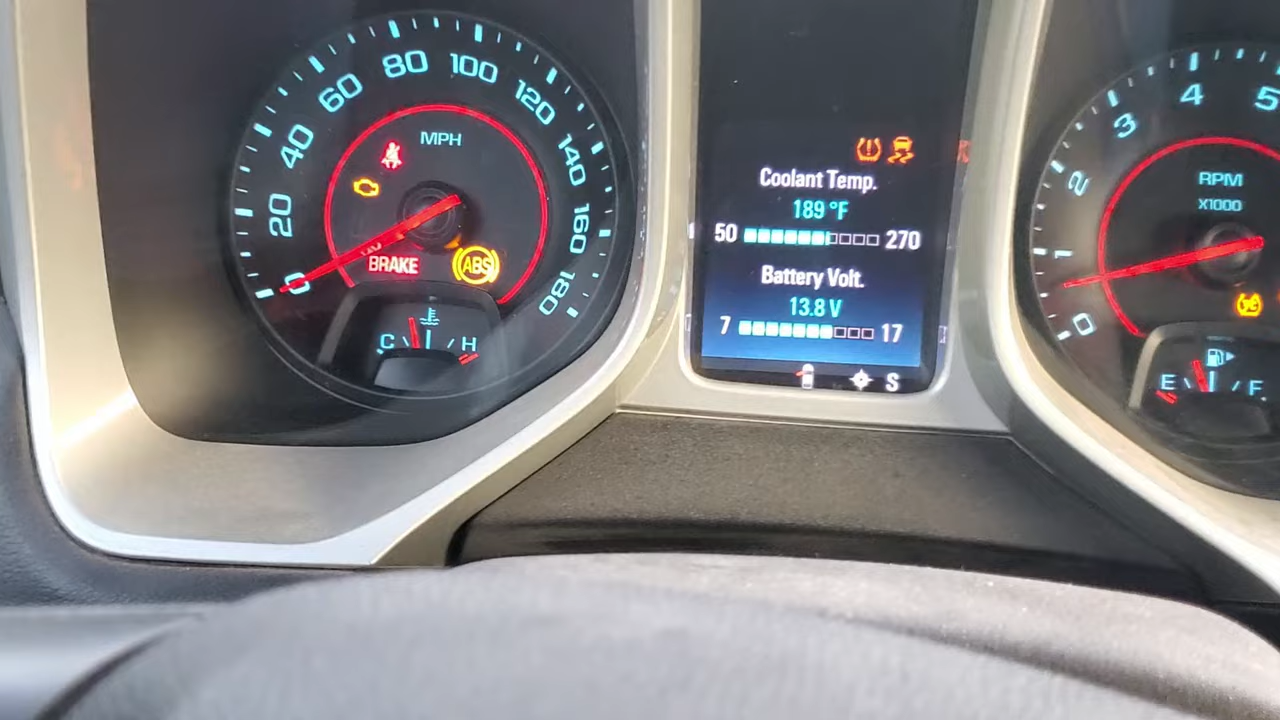 MPH
0
20
40
60
80
100
120
140
160
180
BRAKE
ABS
C H
Coolant Temp.
189 °F
50 270
Battery Volt.
13.8 V
7 17
S
RPM
X1000
0
1
2
3
4
5
E F